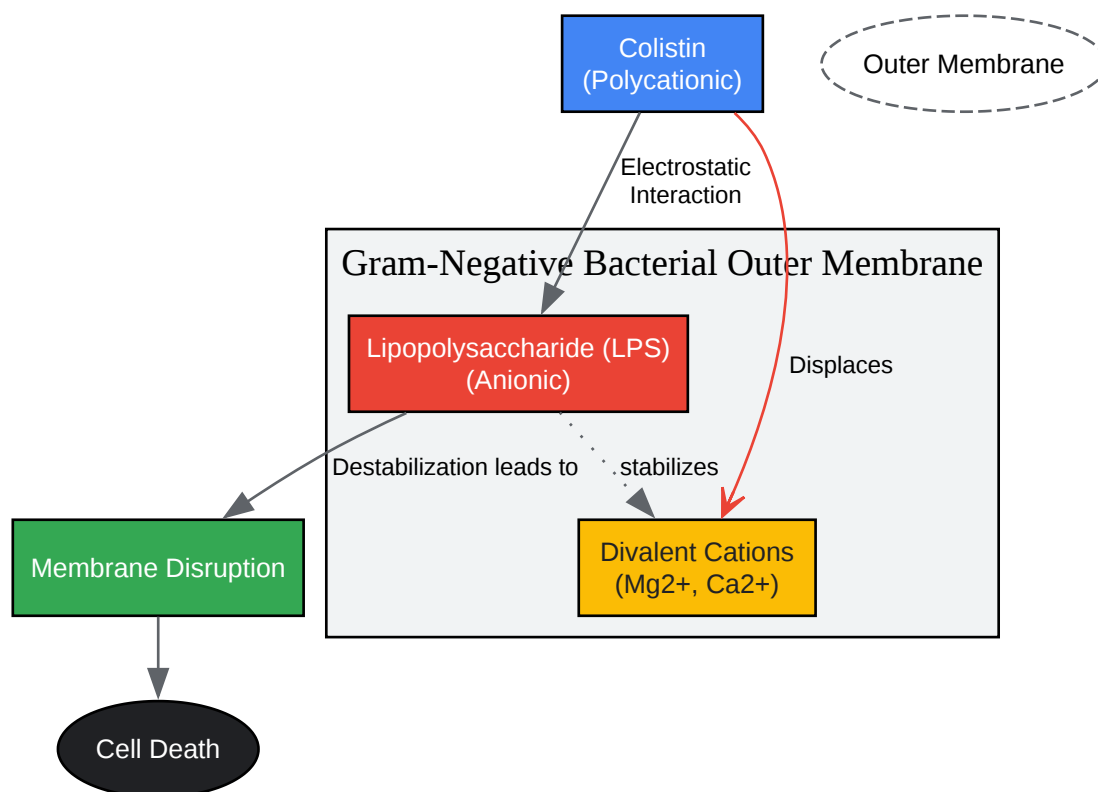 Colistin
(Polycationic)
Outer Membrane
Electrostatic
Interaction
Gram-Negative Bacterial Outer Membrane
Lipopolysaccharide (LPS)
(Anionic)
Displaces
Destabilization leads to
stabilizes
Membrane Disruption
Divalent Cations
(Mg2+, Ca2+)
Cell Death